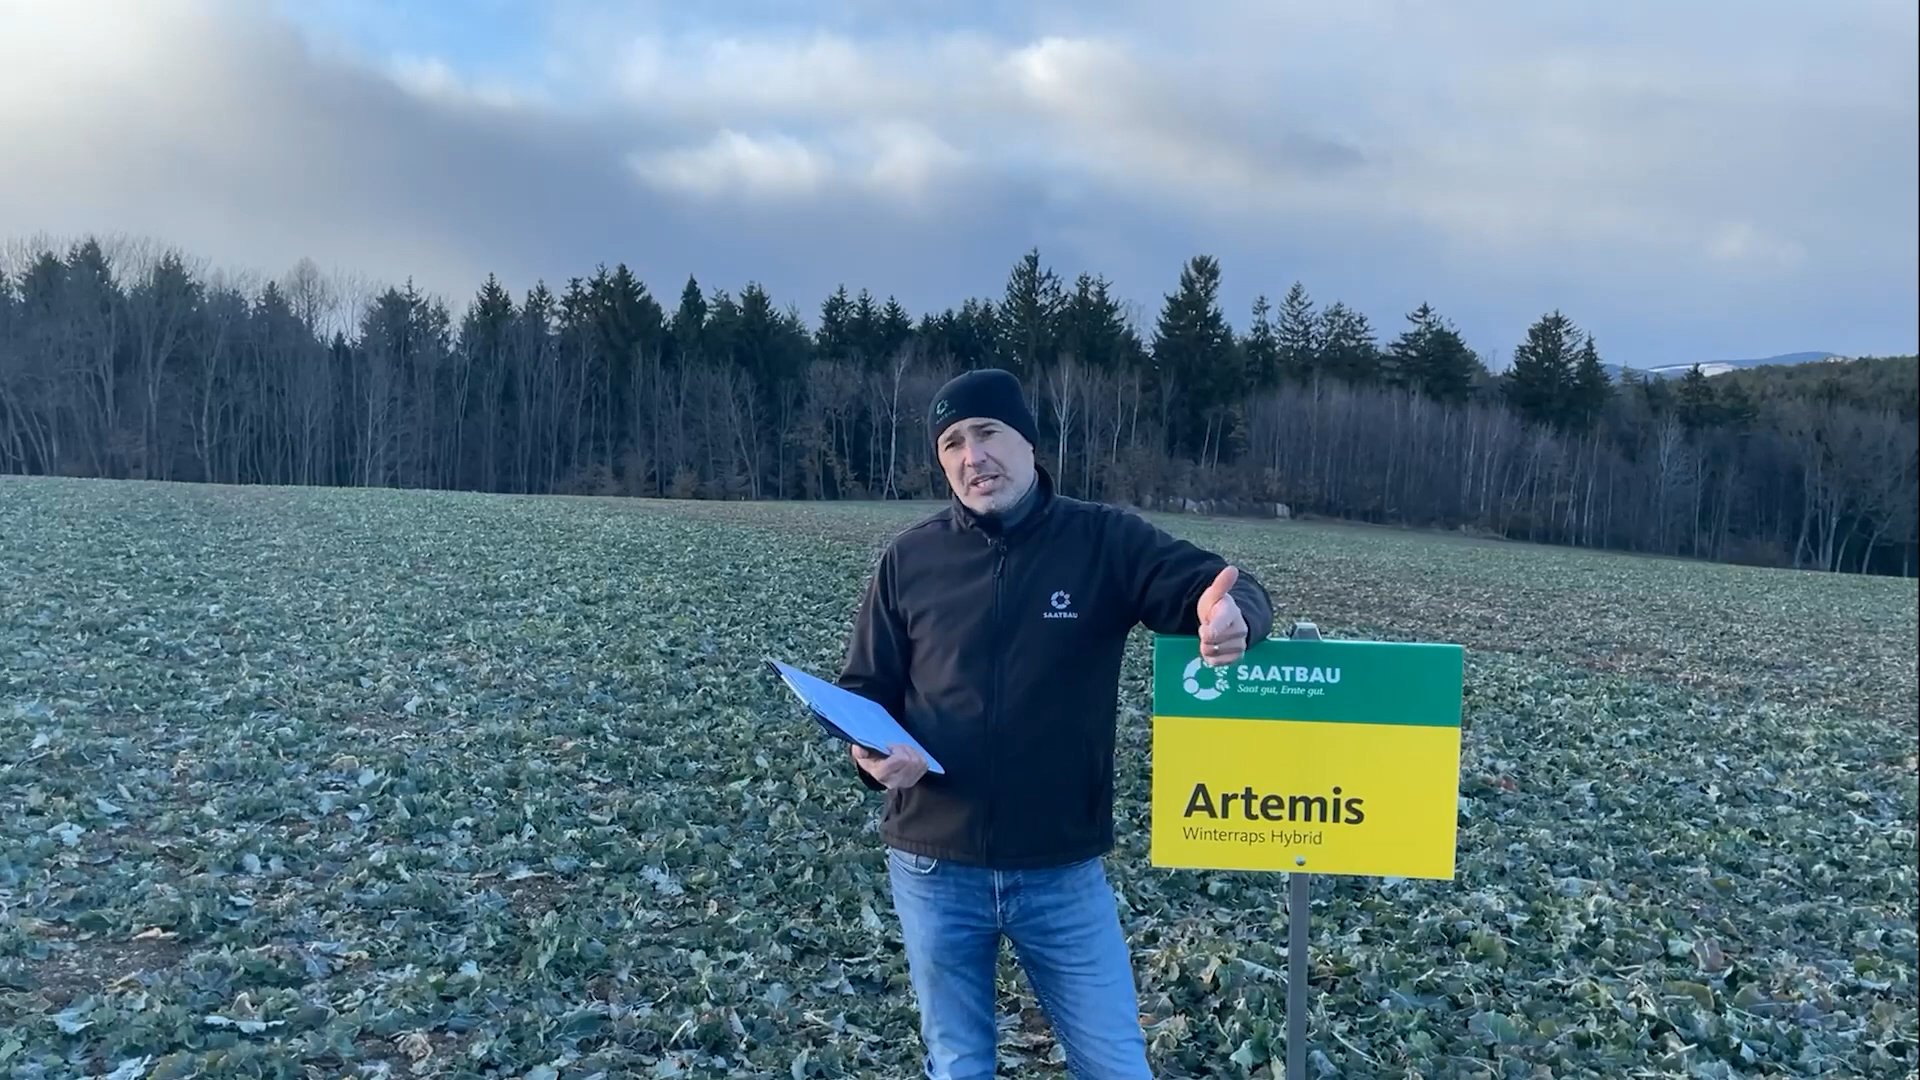 SAATBAU
SAATBAU
Saat gut, Ernte gut.
Artemis
Winterraps Hybrid